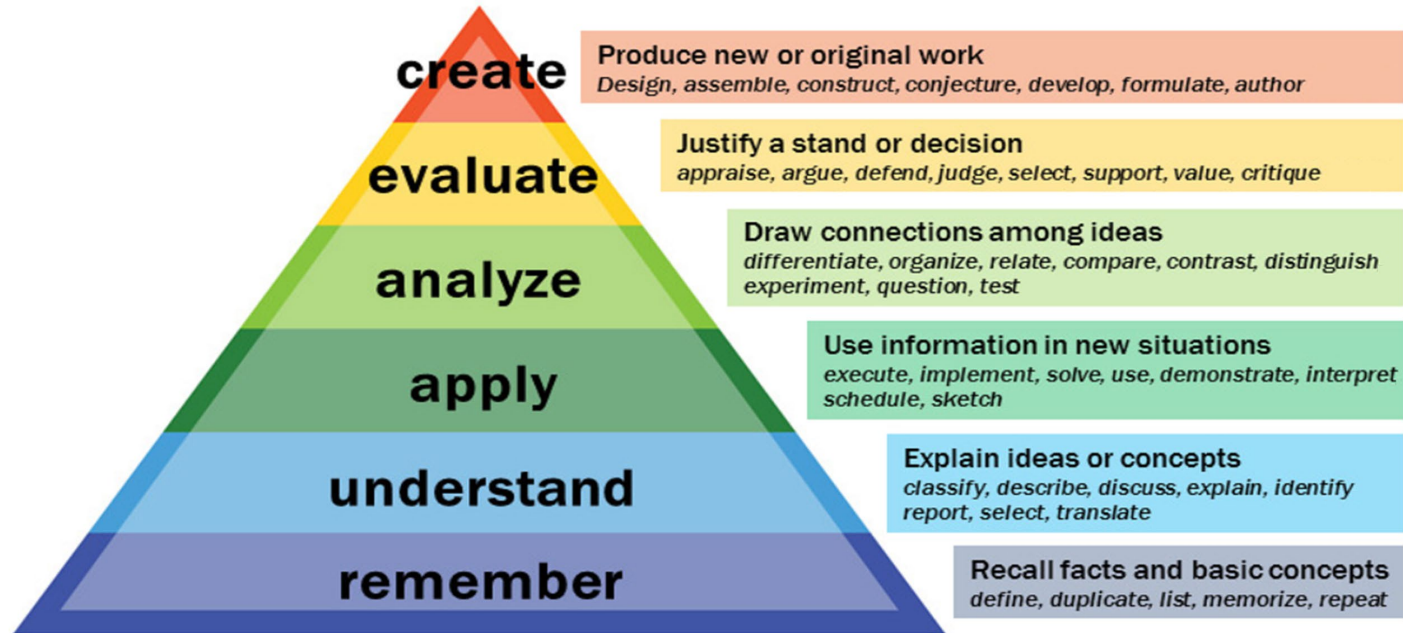 create
Produce new or original work
Design, assemble, construct, conjecture, develop, formulate, author
evaluate
Justify a stand or decision
appraise, argue, defend, judge, select, support, value, critique
analyze
Draw connections among ideas
differentiate, organize, relate, compare, contrast, distinguish
experiment, question, test
apply
Use information in new situations
execute, implement, solve, use, demonstrate, interpret
schedule, sketch
understand
Explain ideas or concepts
classify, describe, discuss, explain, identify
report, select, translate
remember
Recall facts and basic concepts
define, duplicate, list, memorize, repeat